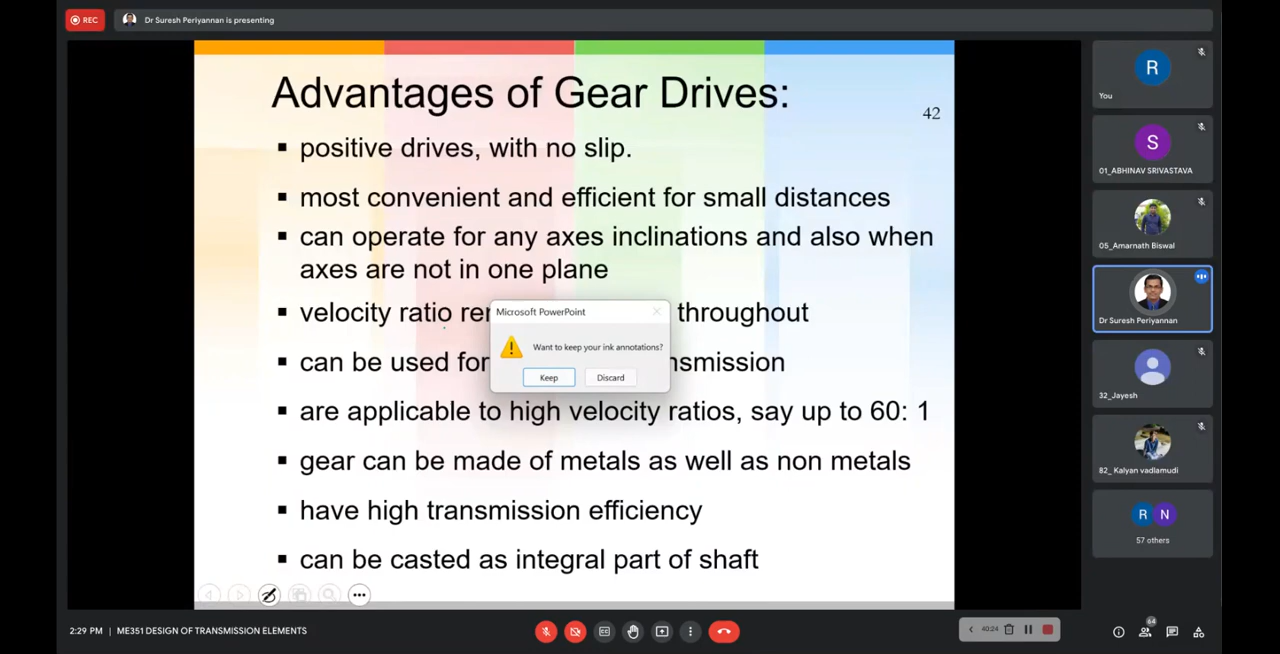 REC
Dr Suresh Periyannan is presenting
Advantages of Gear Drives:
42
▪ positive drives, with no slip.
▪ most convenient and efficient for small distances
▪ can operate for any axes inclinations and also when
axes are not in one plane
▪ velocity ratio throughout
▪ can be used for
▪ are applicable to high velocity ratios, say up to 60: 1
▪ gear can be made of metals as well as non metals
▪ have high transmission efficiency
▪ can be casted as integral part of shaft
Microsoft PowerPoint
Want to keep your ink annotations?
Keep Discard
R
You
S
01_ABHINAV SRIVASTAVA
05_Amarnath Biswal
Dr Suresh Periyannan
32_Jayesh
82_ Kalyan vadlamudi
R N
57 others
2:29 PM | ME351 DESIGN OF TRANSMISSION ELEMENTS
40:24
64